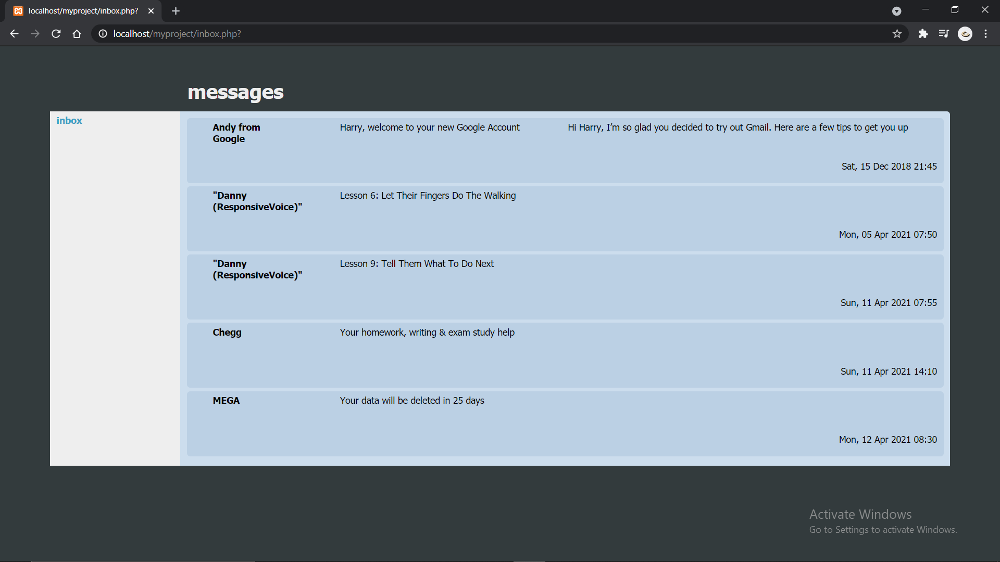 localhost/myproject/inbox.php?
localhost/myproject/inbox.php?
messages
inbox
Andy from Google
Harry, welcome to your new Google Account
Hi Harry, I'm so glad you decided to try out Gmail. Here are a few tips to get you up
Sat, 15 Dec 2018 21:45
"Danny (ResponsiveVoice)"
Lesson 6: Let Their Fingers Do The Walking
Mon, 05 Apr 2021 07:50
"Danny (ResponsiveVoice)"
Lesson 9: Tell Them What To Do Next
Sun, 11 Apr 2021 07:55
Chegg
Your homework, writing & exam study help
Sun, 11 Apr 2021 14:10
MEGA
Your data will be deleted in 25 days
Mon, 12 Apr 2021 08:30
Activate Windows
Go to Settings to activate Windows.